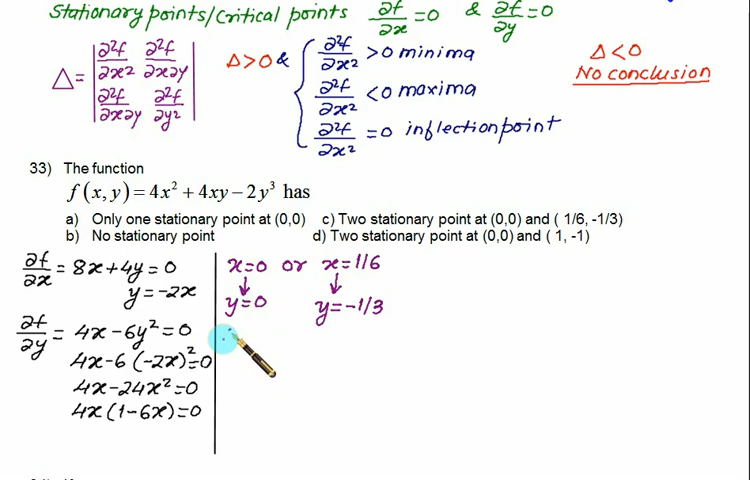 Stationary points/Critical points ∂f/∂x = 0 & ∂f/∂y = 0
Δ = | ∂²f/∂x² ∂²f/∂x∂y |
| ∂²f/∂x∂y ∂²f/∂y² |
Δ>0 & { ∂²f/∂x² >0 minima
∂²f/∂x² <0 maxima
∂²f/∂x² =0 inflection point
Δ<0
No conclusion
33) The function
f(x,y)=4x²+4xy−2y³ has
a) Only one stationary point at (0,0) c) Two stationary point at (0,0) and ( 1/6, -1/3)
b) No stationary point d) Two stationary point at (0,0) and ( 1, -1)
∂f/∂x = 8x+4y=0
y=-2x
∂f/∂y = 4x-6y²=0
4x-6(-2x)²=0
4x-24x²=0
4x(1-6x)=0
x=0 or x=1/6
↓ ↓
y=0 y=-1/3